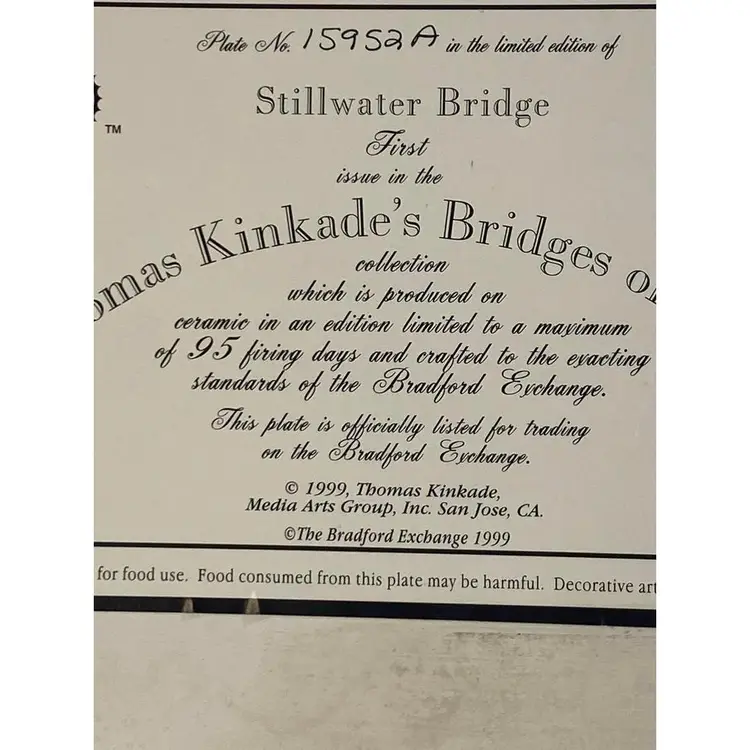 Plate No. 15952A in the limited edition of
Stillwater Bridge
First
issue in the
omas Kinkade's Bridges o
collection
which is produced on
ceramic in an edition limited to a maximum
of 95 firing days and crafted to the exacting
standards of the Bradford Exchange.
This plate is officially listed for trading
on the Bradford Exchange.
© 1999, Thomas Kinkade,
Media Arts Group, Inc. San Jose, CA.
©The Bradford Exchange 1999
for food use. Food consumed from this plate may be harmful. Decorative art
TM